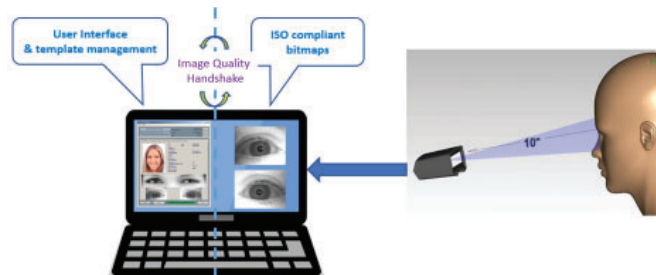 User Interface
& template management
ISO compliant
bitmaps
Image Quality
Handshake
10"